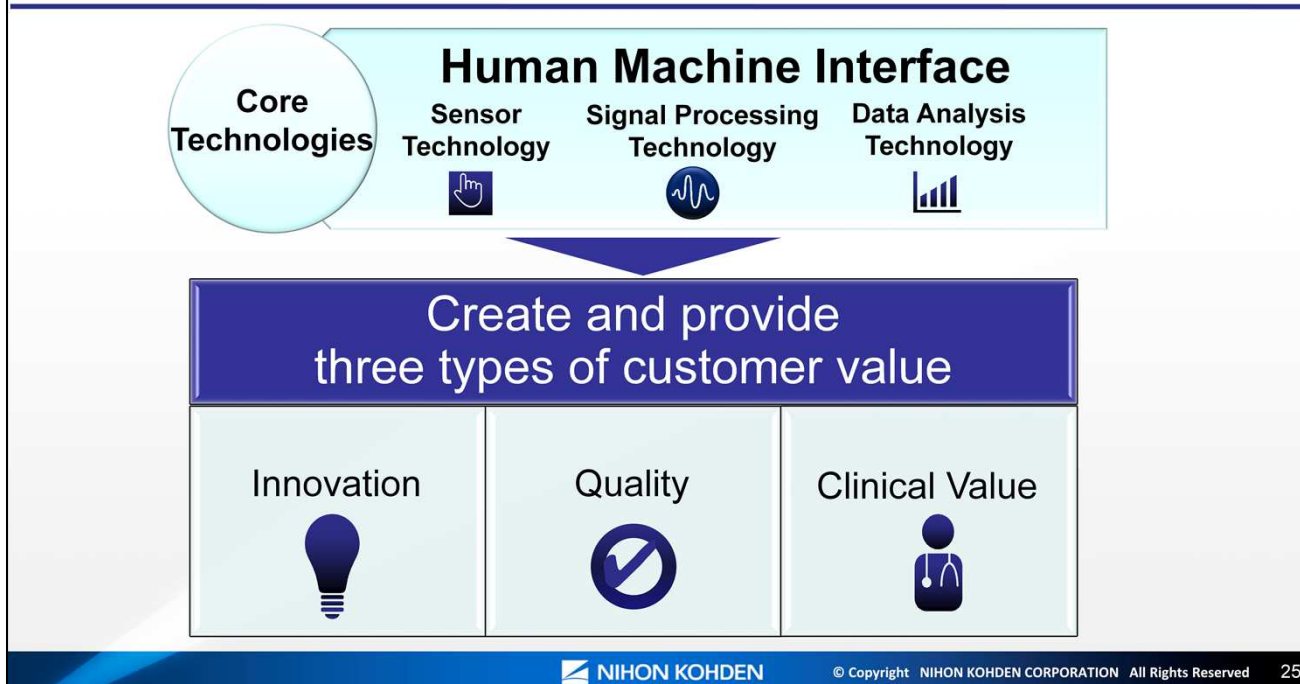 Core
Technologies
Human Machine Interface
Sensor
Technology
Signal Processing
Technology
Data Analysis
Technology
Create and provide
three types of customer value
Innovation
Quality
Clinical Value
NIHON KOHDEN
© Copyright NIHON KOHDEN CORPORATION All Rights Reserved 25